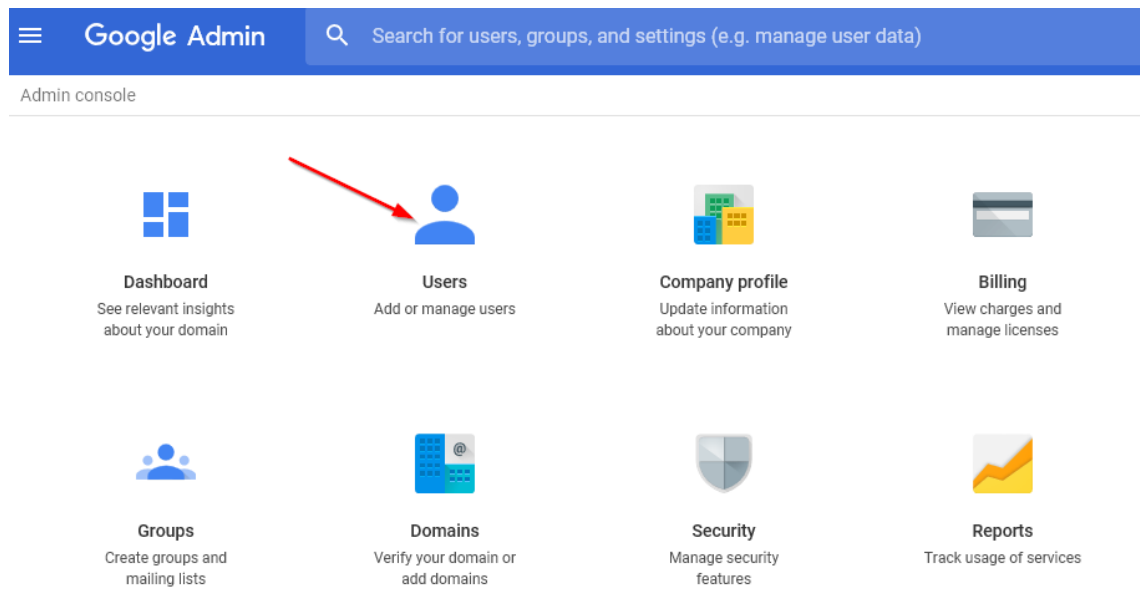 Google Admin
Search for users, groups, and settings (e.g. manage user data)
Admin console
Dashboard
See relevant insights
about your domain
Users
Add or manage users
Company profile
Update information
about your company
Billing
View charges and
manage licenses
Groups
Create groups and
mailing lists
Domains
Verify your domain or
add domains
Security
Manage security
features
Reports
Track usage of services